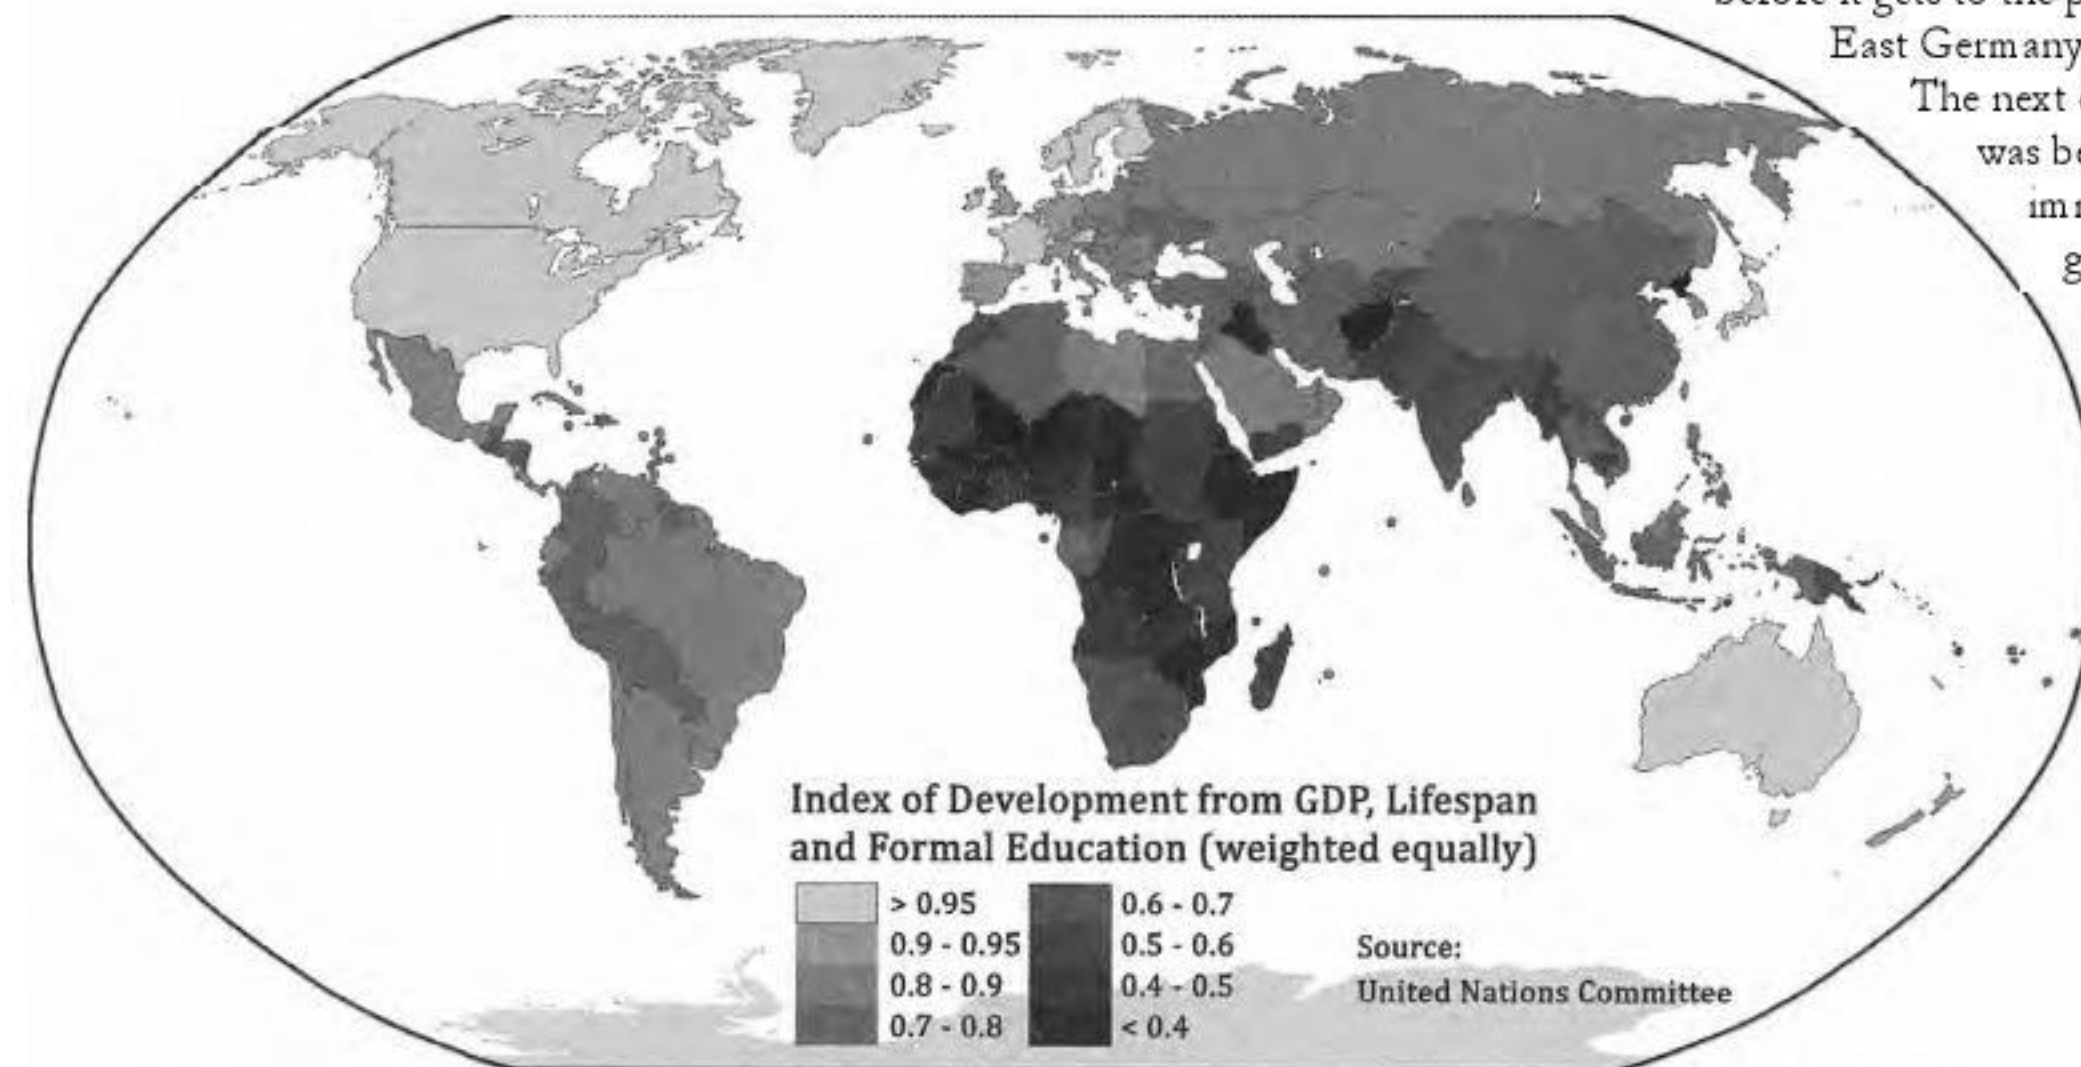 East Germany
The next
was
Index of Development from GDP, Lifespan
and Formal Education (weighted equally)
> 0.95
0.9 - 0.95
0.8 - 0.9
0.7 - 0.8
0.6 - 0.7
0.5 - 0.6
0.4 - 0.5
< 0.4
Source:
United Nations Committee